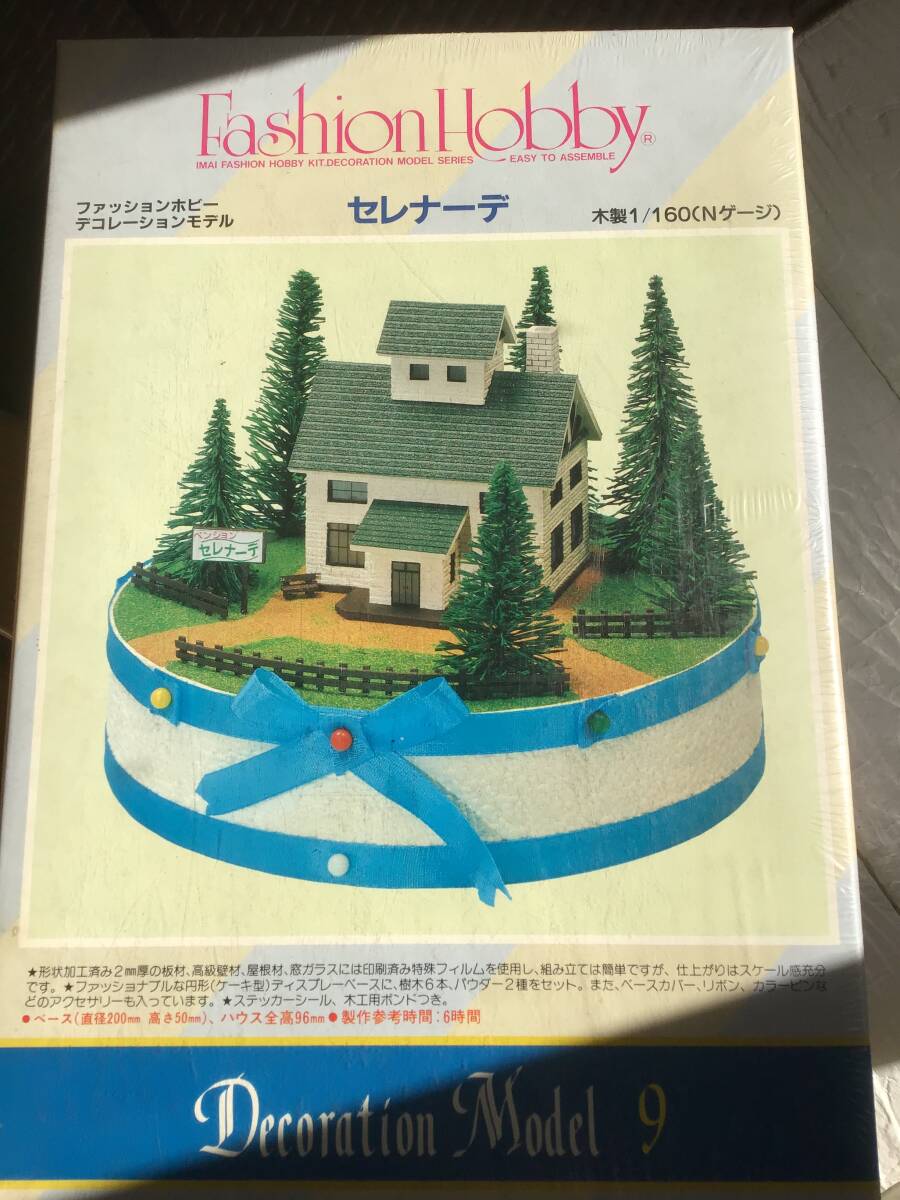 Fashion Hobby®
IMAI FASHION HOBBY KIT.DECORATION MODEL SERIES EASY TO ASSEMBLE
ファッションホビー
デコレーションモデル
セレナーデ
木製1/160(Nゲージ)
ペンション
セレナーデ
★形状加工済み2mm厚の板材、高級壁材、屋根材、窓ガラスには印刷済み特殊フィルムを使用し、組み立ては簡単ですが、仕上がりはスケール感充分
です。★ファッショナブルな円形(ケーキ型)ディスプレーベースに、樹木6本、パウダー2種をセット。また、ベースカバー、リボン、カラーピンな
どのアクセサリーも入っています。★ステッカーシール、木工用ボンドつき。
●ベース(直径200mm 高さ50mm)、ハウス全高96mm●製作参考時間:6時間
Decoration Model 9